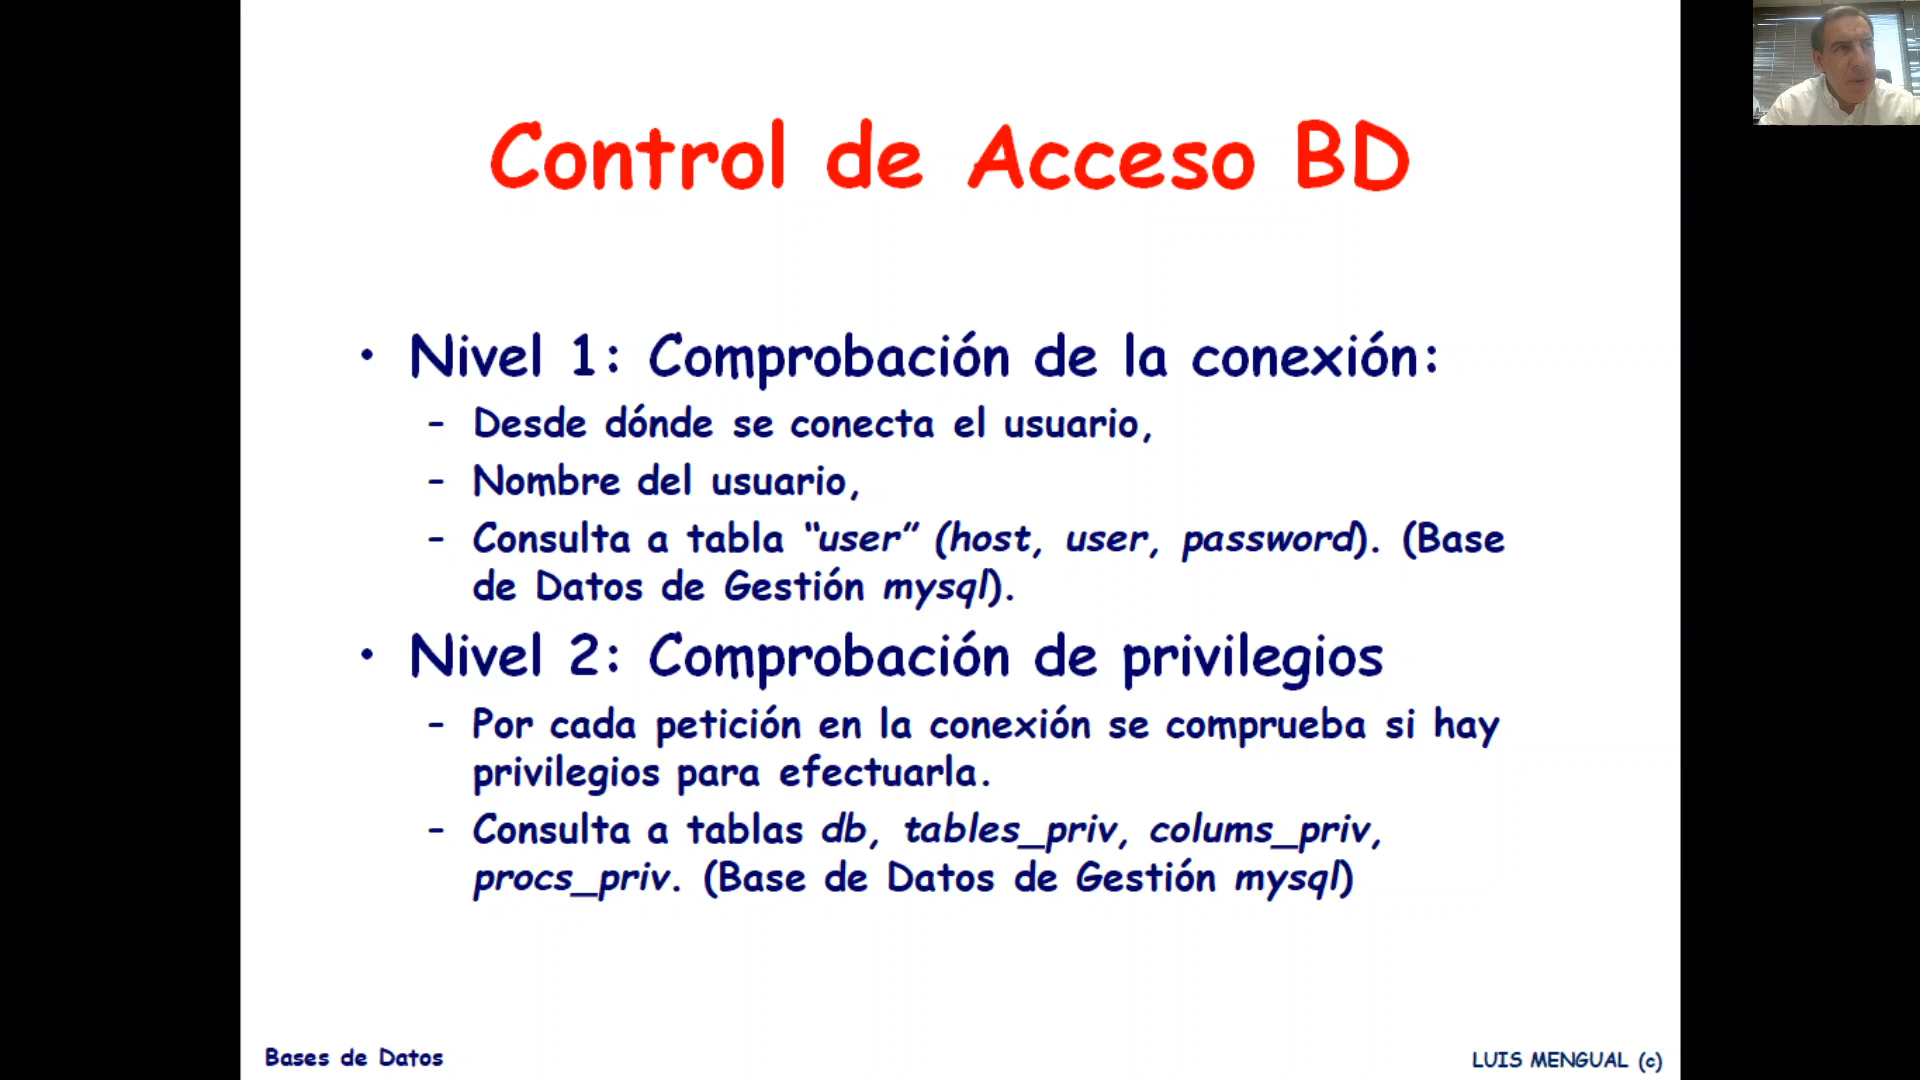 Control de Acceso BD
• Nivel 1: Comprobación de la conexión:
– Desde dónde se conecta el usuario,
– Nombre del usuario,
– Consulta a tabla “user” (host, user, password). (Base
de Datos de Gestión mysql).
• Nivel 2: Comprobación de privilegios
– Por cada petición en la conexión se comprueba si hay
privilegios para efectuarla.
– Consulta a tablas db, tables_priv, colums_priv,
procs_priv. (Base de Datos de Gestión mysql)
Bases de Datos
LUIS MENGUAL (c)